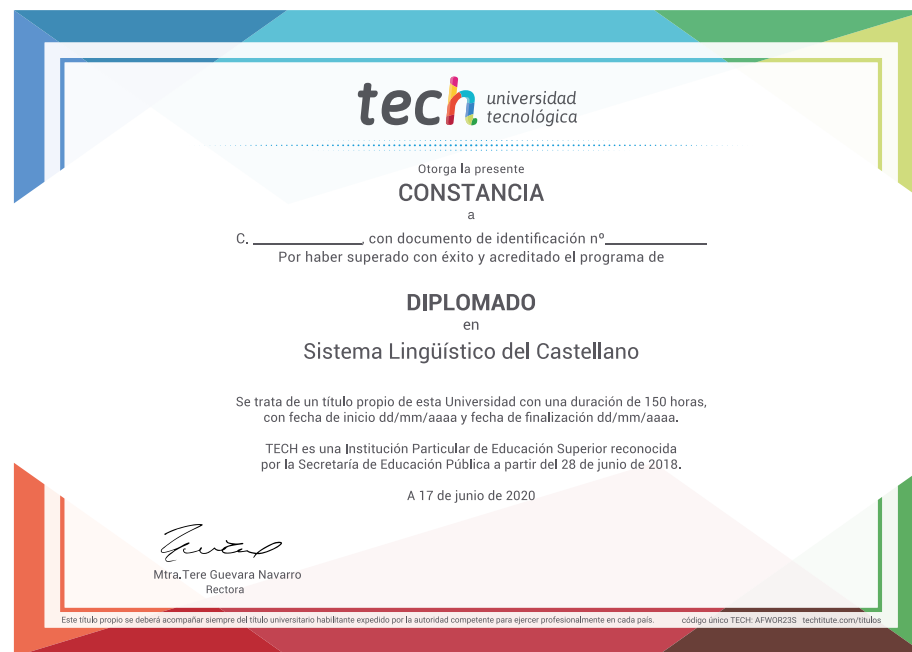 tech universidad
tecnológica
Otorga la presente
CONSTANCIA
a
C. ____________, con documento de identificación nº____________
Por haber superado con éxito y acreditado el programa de
DIPLOMADO
en
Sistema Lingüístico del Castellano
Se trata de un título propio de esta Universidad con una duración de 150 horas,
con fecha de inicio dd/mm/aaaa y fecha de finalización dd/mm/aaaa.
TECH es una Institución Particular de Educación Superior reconocida
por la Secretaría de Educación Pública a partir del 28 de junio de 2018.
A 17 de junio de 2020
Mtra.Tere Guevara Navarro
Rectora
Este título propio se deberá acompañar siempre del título universitario habilitante expedido por la autoridad competente para ejercer profesionalmente en cada país. código único TECH: AFWOR23S techtitute.com/titulos